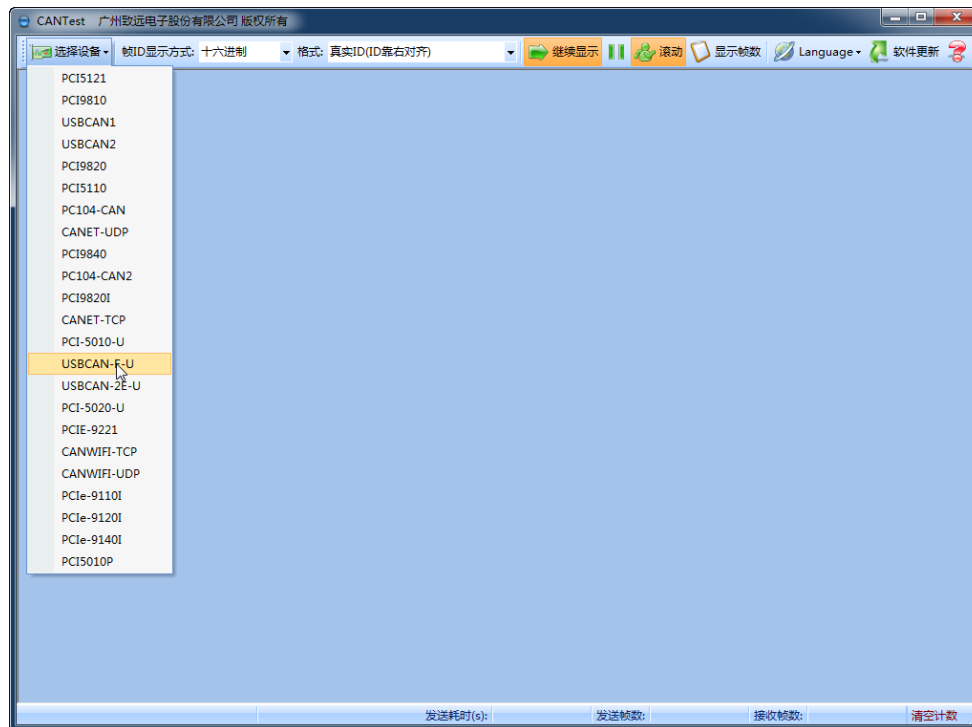 CANTest 广州致远电子股份有限公司 版权所有
选择设备 帧ID显示方式: 十六进制 格式: 真实ID(ID靠右对齐) 继续显示 滚动 显示帧数 Language 软件更新
PCI5121
PCI9810
USBCAN1
USBCAN2
PCI9820
PCI5110
PC104-CAN
CANET-UDP
PCI9840
PC104-CAN2
PCI9820I
CANET-TCP
PCI-5010-U
USBCAN-E-U
USBCAN-2E-U
PCI-5020-U
PCIE-9221
CANWIFI-TCP
CANWIFI-UDP
PCIe-9110I
PCIe-9120I
PCIe-9140I
PCI5010P
发送耗时(s): 发送帧数: 接收帧数: 清空计数